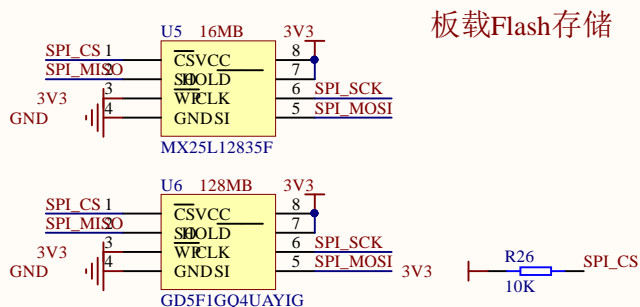 板载Flash存储
U5 16MB 3V3
SPI_CS 1 CS VCC 8
SPI_MISO 2 SO HOLD 7
3V3 3 WP CLK 6 SPI_SCK
GND 4 GND SI 5 SPI_MOSI
MX25L12835F
U6 128MB 3V3
SPI_CS 1 CS VCC 8
SPI_MISO 2 SO HOLD 7
3V3 3 WP CLK 6 SPI_SCK
GND 4 GND SI 5 SPI_MOSI
GD5F1GQ4UAYIG
3V3 R26 SPI_CS
10K